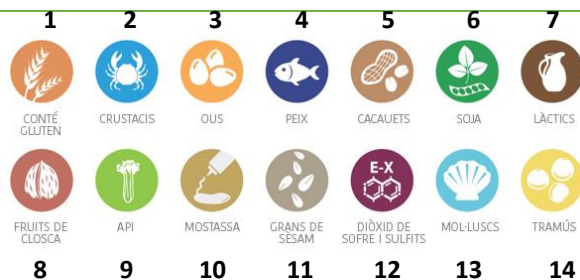 1 2 3 4 5 6 7
CONTÉ GLUTEN
CRUSTACIS
OUS
PEIX
CACAUETS
SOJA
LÀCTICS
E-X
FRUITS DE CLOSCA
API
MOSTASSA
GRANS DE SÈSAM
DIÒXID DE SOFRE I SULFITS
MOL·LUSCS
TRAMÚS
8 9 10 11 12 13 14